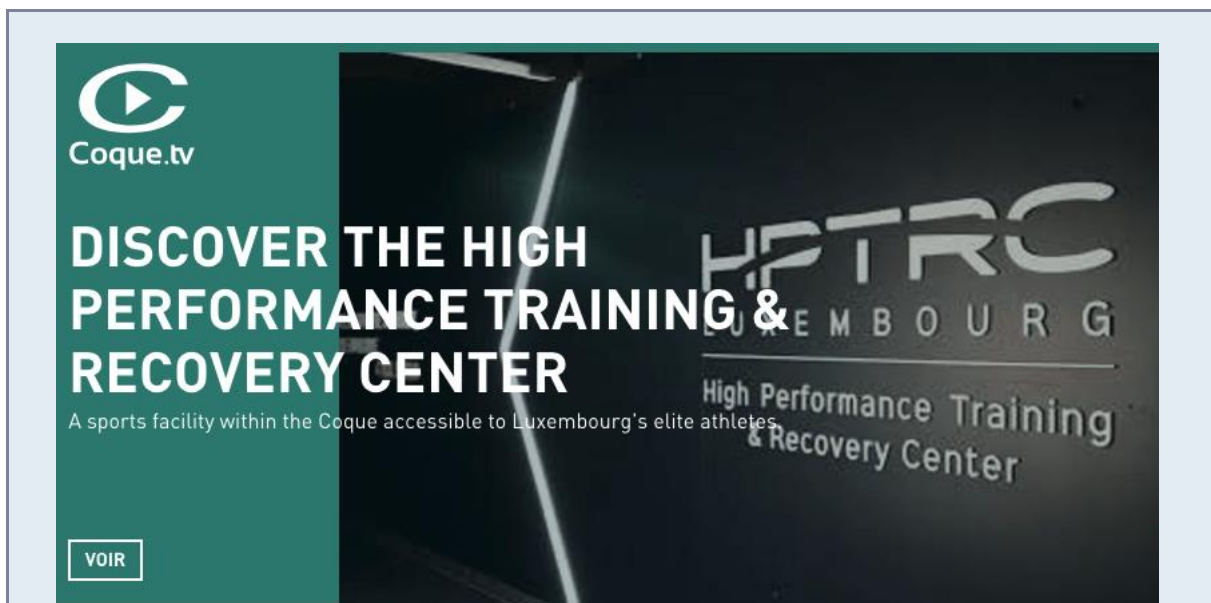 Coque.tv
DISCOVER THE HIGH
PERFORMANCE TRAINING &
RECOVERY CENTER
A sports facility within the Coque accessible to Luxembourg's elite athletes.
VOIR
HPTRC
LUXEMBOURG
High Performance Training
& Recovery Center